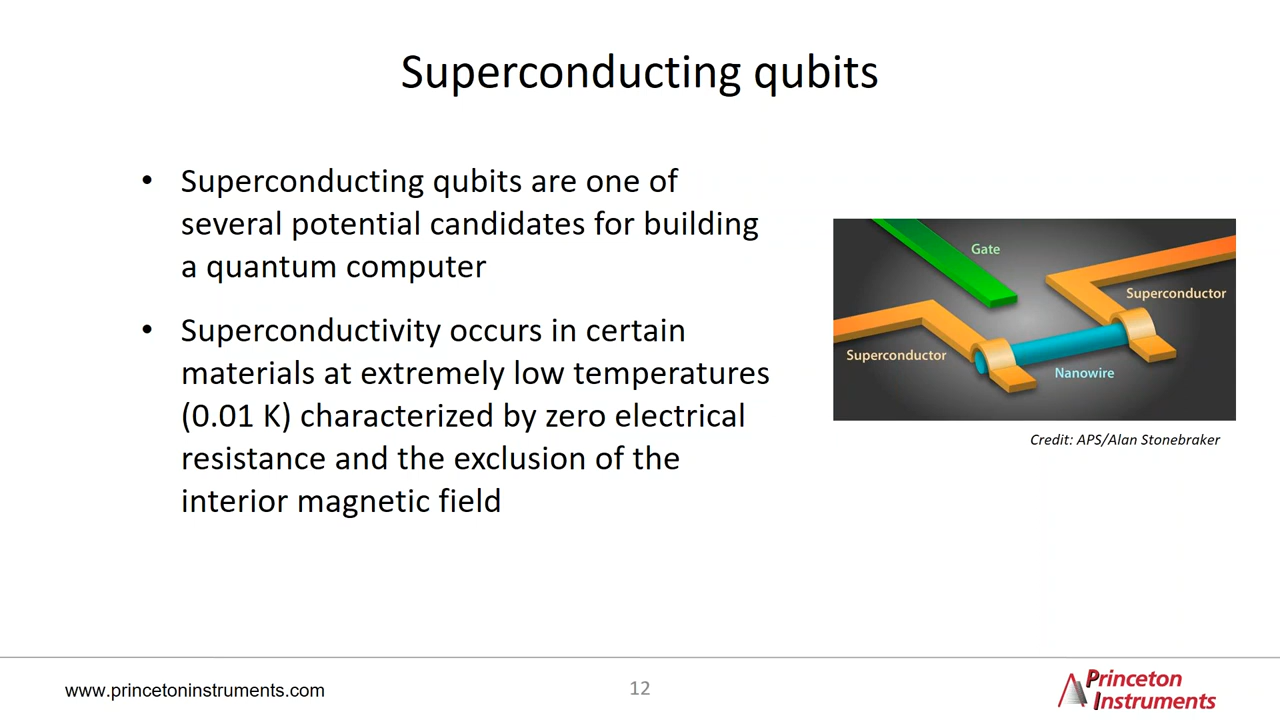 Superconducting qubits
• Superconducting qubits are one of
several potential candidates for building
a quantum computer
• Superconductivity occurs in certain
materials at extremely low temperatures
(0.01 K) characterized by zero electrical
resistance and the exclusion of the
interior magnetic field
Gate
Superconductor
Superconductor
Nanowire
Credit: APS/Alan Stonebraker
www.princetoninstruments.com
12
Princeton
Instruments